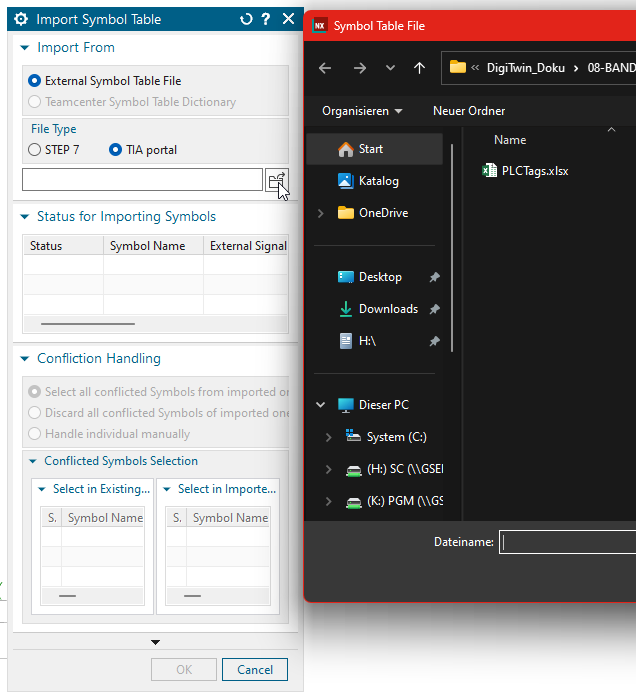 Import Symbol Table
Import From
External Symbol Table File
Teamcenter Symbol Table Dictionary
File Type
STEP 7
TIA portal
Status for Importing Symbols
Status
Symbol Name
External Signal
Confliction Handling
Select all conflicted Symbols from imported
Discard all conflicted Symbols of imported
Handle individual manually
Conflicted Symbols Selection
Select in Existing...
Select in Importe...
S.
Symbol Name
S.
Symbol Name
OK
Cancel
NX
Symbol Table File
« DigiTwin_Doku › 08-BAND
Organisieren
Neuer Ordner
Start
Katalog
OneDrive
Desktop
Downloads
H:\
Dieser PC
System (C:)
(H:) SC (\\GSE
(K:) PGM (\\GS
Name
PLCTags.xlsx
Dateiname: